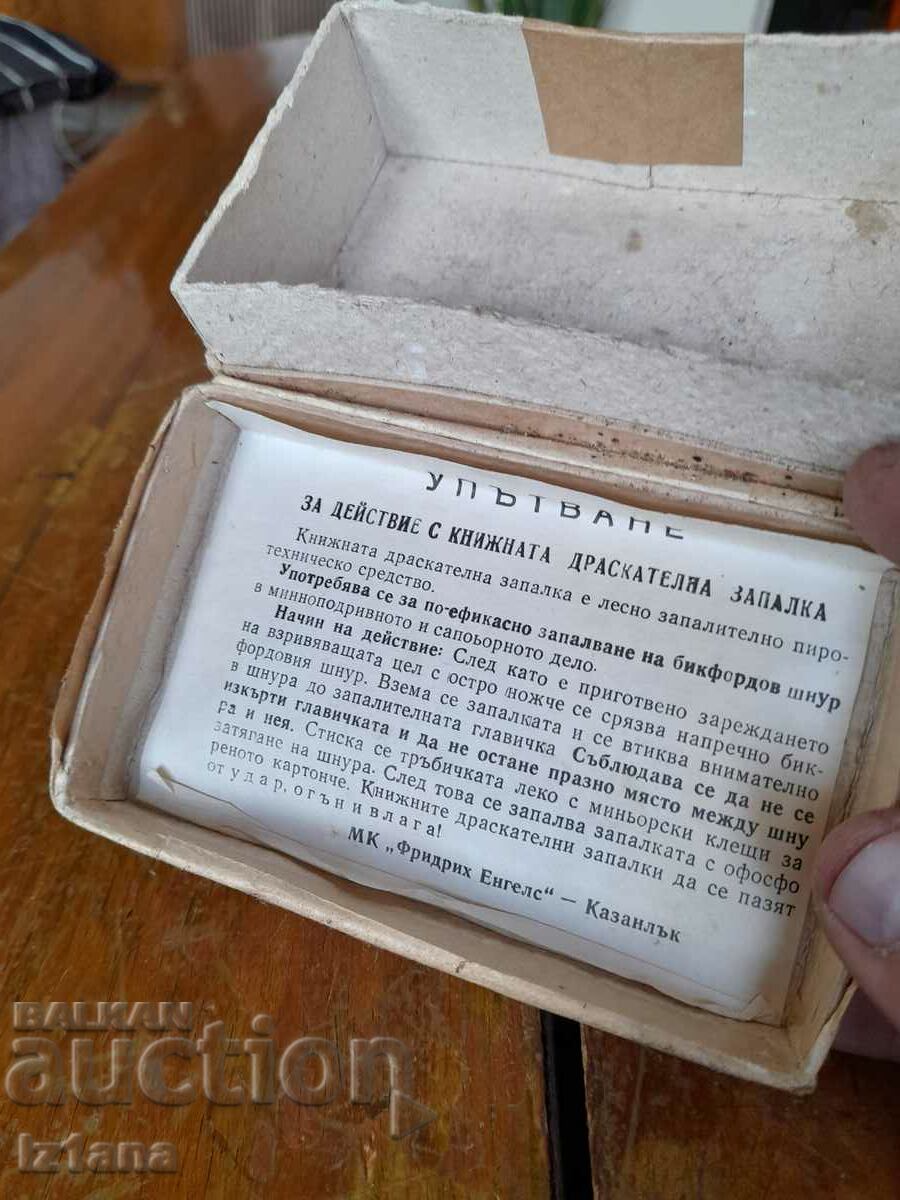 УПЪТВАНЕ
ЗА ДЕЙСТВИЕ С КНИЖНАТА ДРАСКАТЕЛНА ЗАПАЛКА
Книжната драскателна запалка е лесно запалително пиро-
техническо средство.
Употребява се за по-ефикасно запалване на бикфордов шнур
в минноподривното и сапьорното дело.
Начин на действие: След като е приготвено зареждането
на взривяващата цел с остро ножче се срязва напречно бик-
фордовия шнур. Взема се запалката и се втиква внимателно
в шнура до запалителната главичка. Съблюдава се да не се
изкърти главичката и да не остане празно място между шну
ра и нея. Стиска се тръбичката леко с миньорски клещи за
затягане на шнура. След това се запалва запалката с офосфо
реното картонче. Книжните драскателни запалки да се пазят
от удар, огън и влага!
МК „Фридрих Енгелс“ — Казанлък
BALKAN
auction
iz1ana